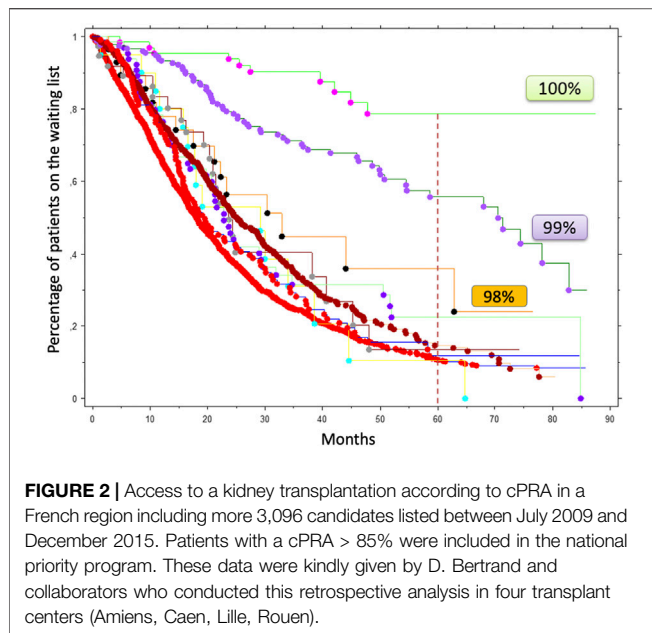 Percentage of patients on the waiting list
1
,8
,6
,4
,2
0
100%
99%
98%
0 10 20 30 40 50 60 70 80 90
Months
FIGURE 2 | Access to a kidney transplantation according to cPRA in a
French region including more 3,096 candidates listed between July 2009 and
December 2015. Patients with a cPRA > 85% were included in the national
priority program. These data were kindly given by D. Bertrand and
collaborators who conducted this retrospective analysis in four transplant
centers (Amiens, Caen, Lille, Rouen).